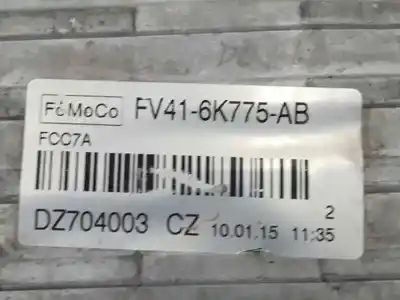 FoMoCo FV41-6K775-AB
FCC7A
2
DZ704003 CZ 10.01.15 11:35